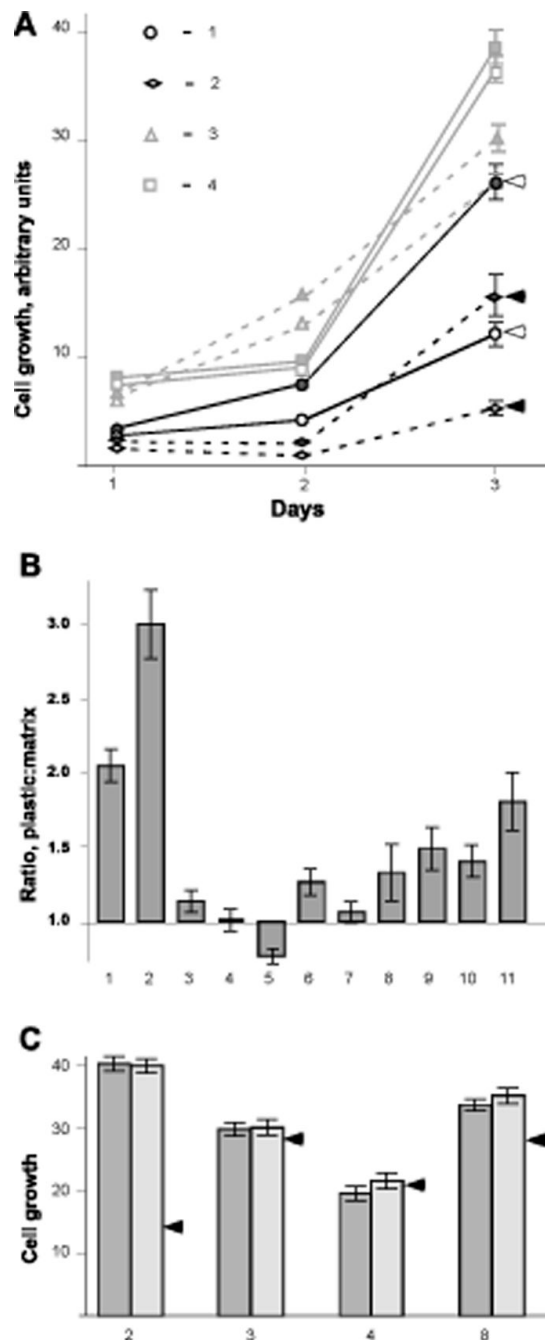 A
40
30
20
10
Cell growth, arbitrary units
- 1
- 2
- 3
- 4
1 2 3
Days
B
3.0
2.5
2.0
1.5
1.0
Ratio, plastic:matrix
1 2 3 4 5 6 7 8 9 10 11
C
40
30
20
10
Cell growth
2 3 4 8